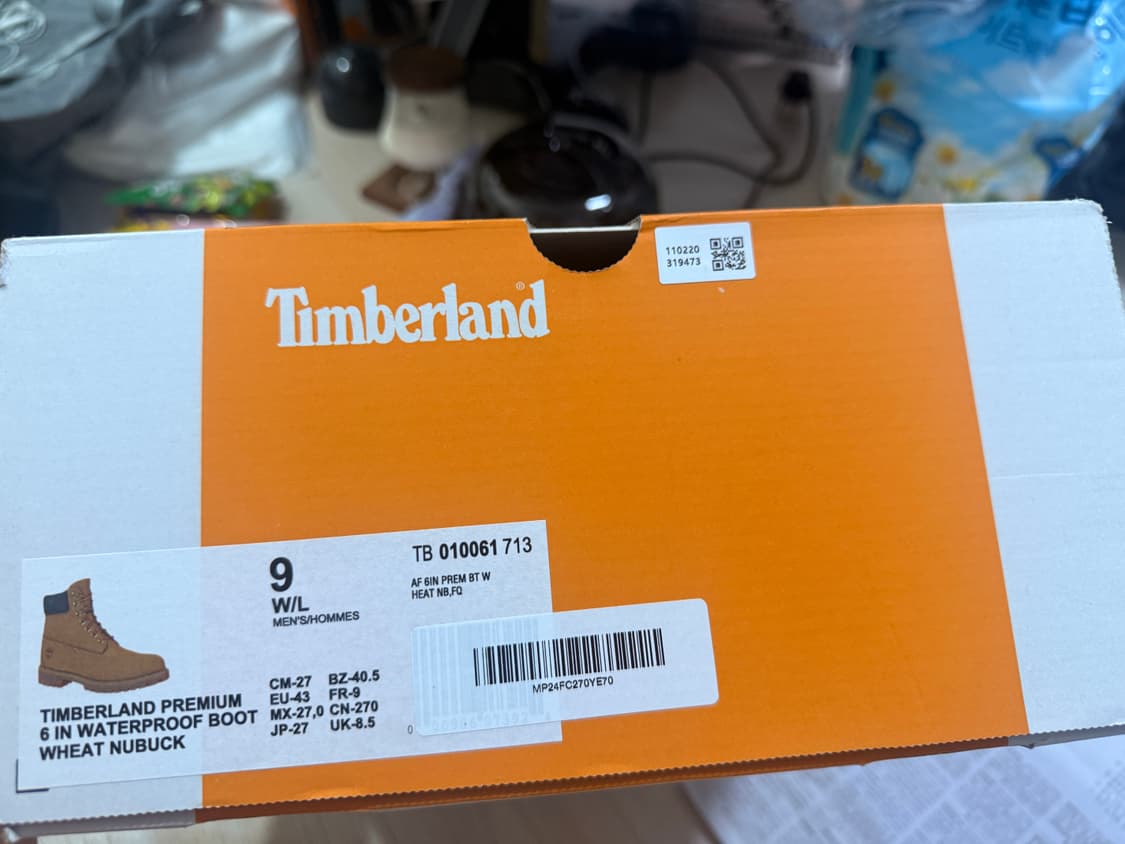 110220
319473
Timberland®
TB 010061 713
AF 6IN PREM BT W
HEAT NB,FQ
9
W/L
MEN'S/HOMMES
CM-27 BZ-40.5
EU-43 FR-9
MX-27,0 CN-270
JP-27 UK-8.5
TIMBERLAND PREMIUM
6 IN WATERPROOF BOOT
WHEAT NUBUCK
MP24FC270YE70
0